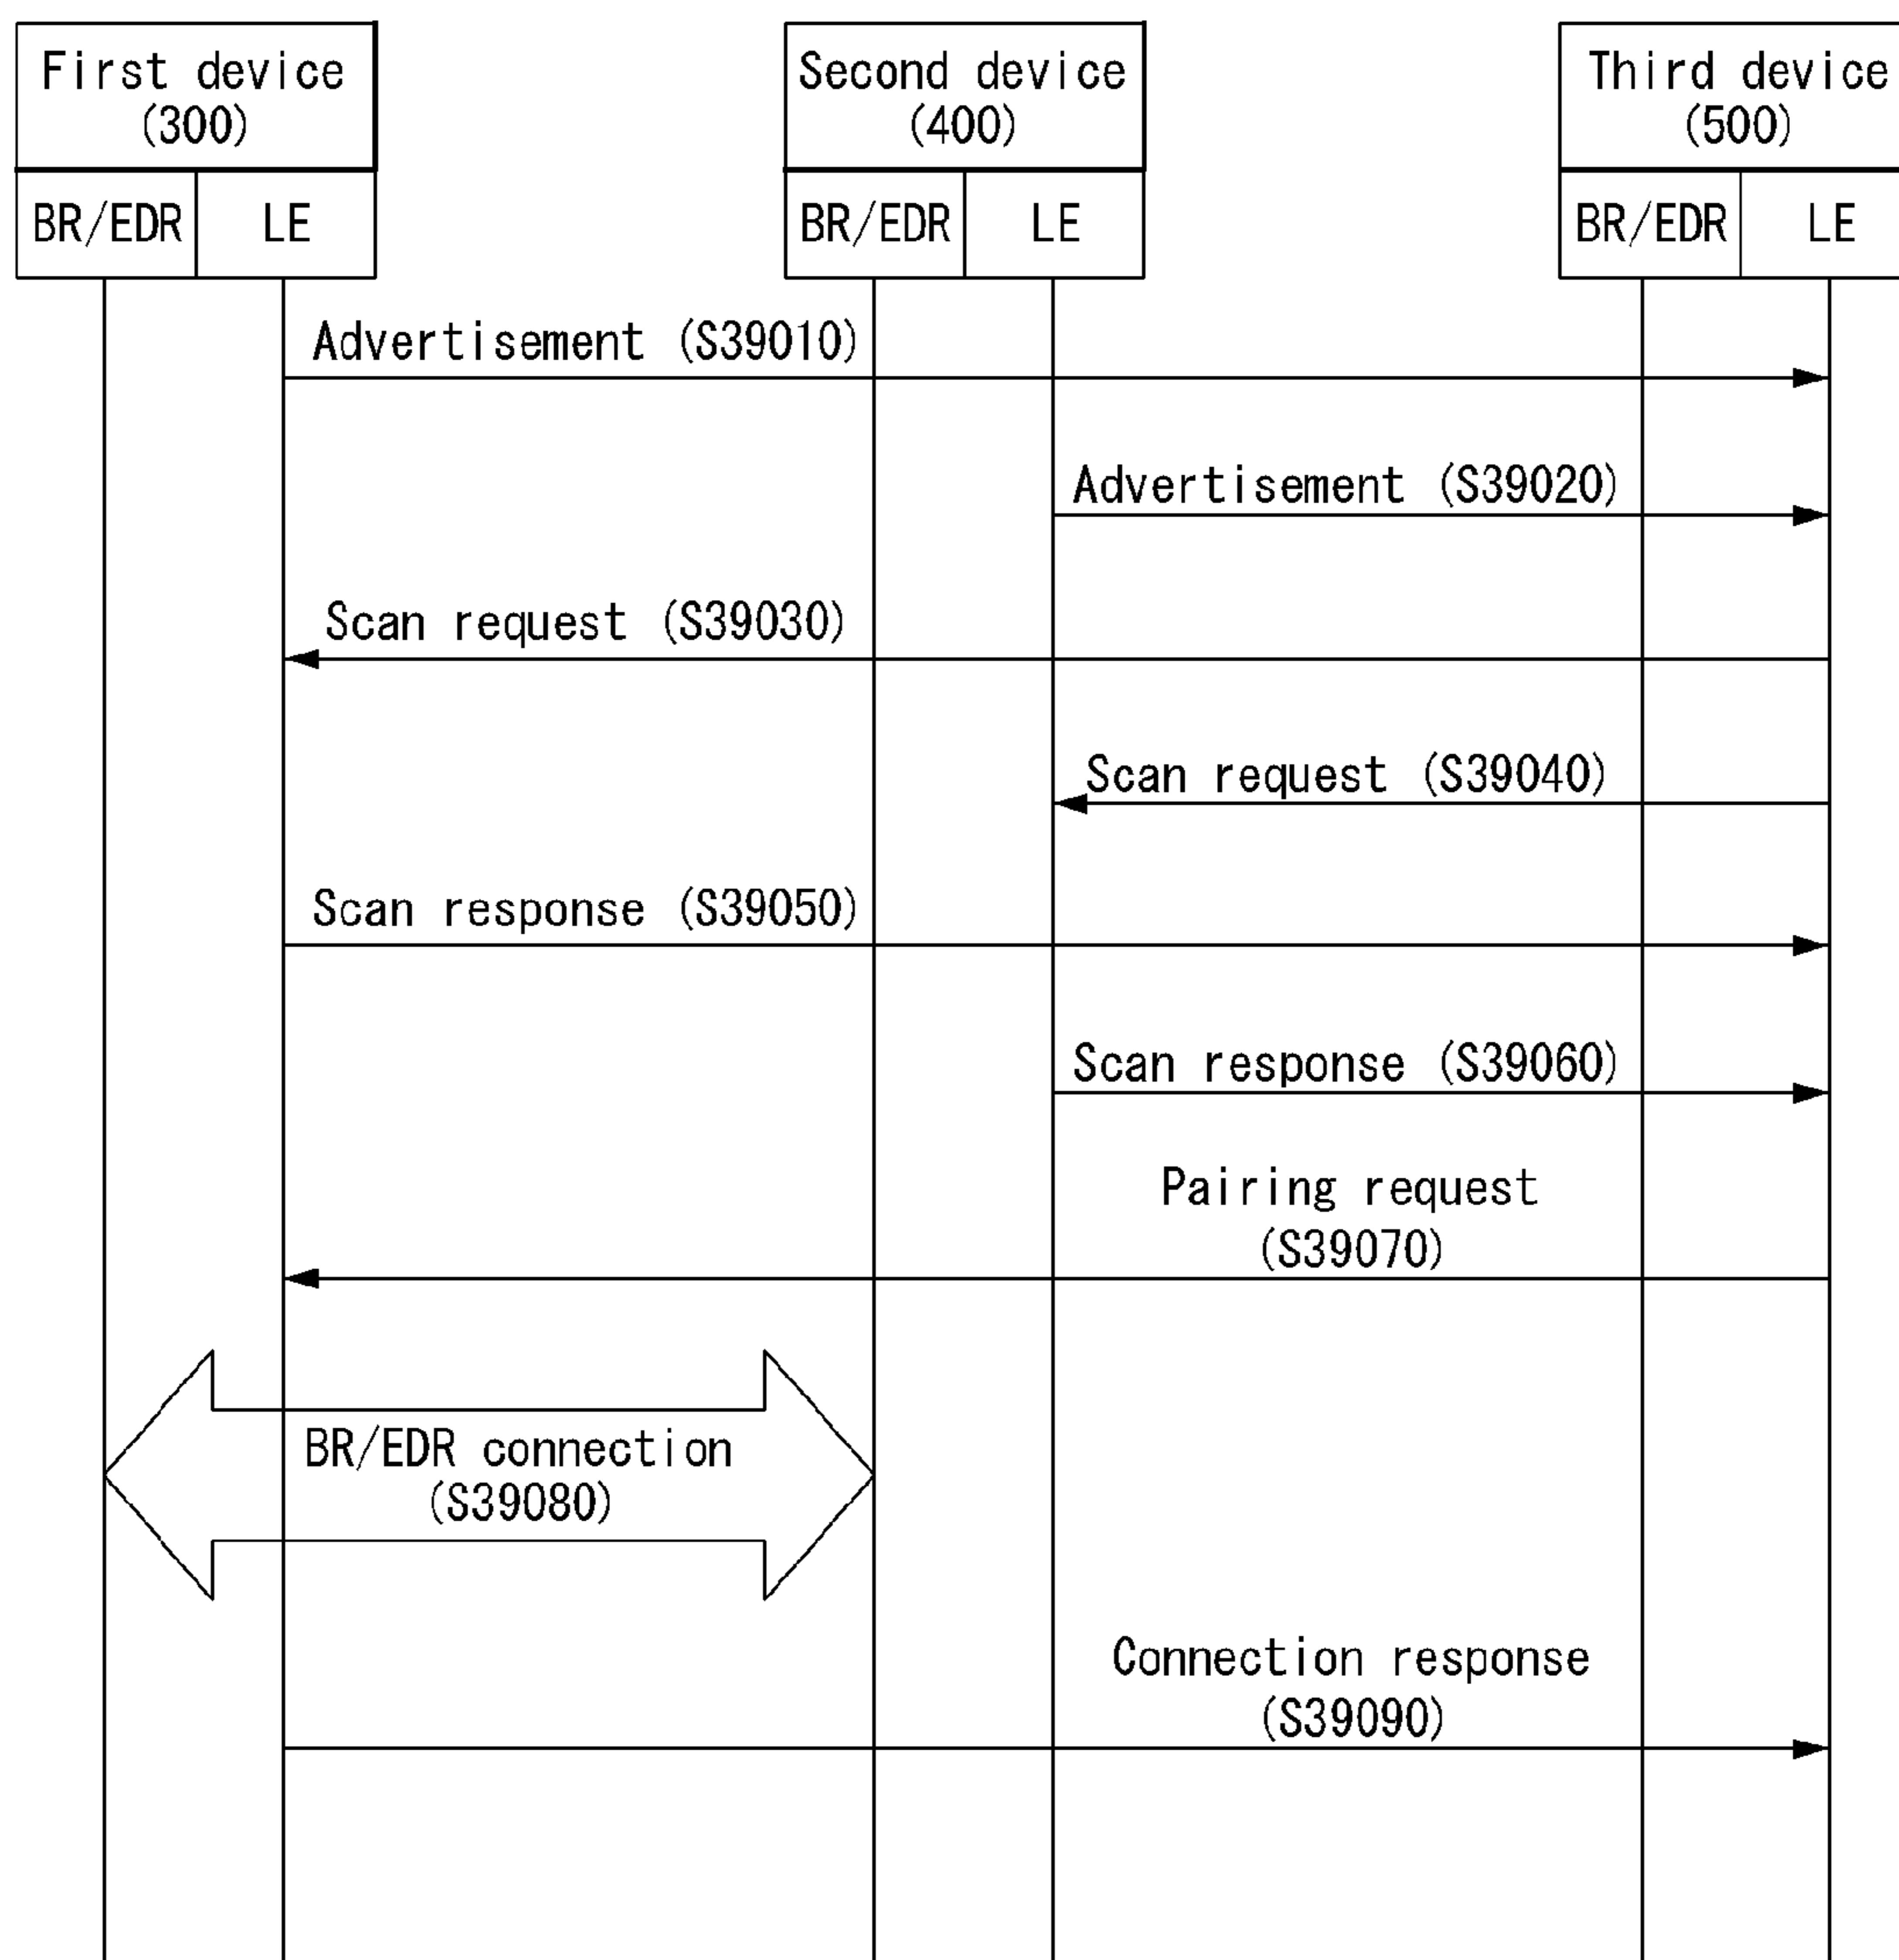 First device
(300)
Second device
(400)
Third device
(500)
BR/EDR
LE
BR/EDR
LE
BR/EDR
LE
Advertisement (S39010)
Advertisement (S39020)
Scan request (S39030)
Scan request (S39040)
Scan response (S39050)
Scan response (S39060)
Pairing request
(S39070)
BR/EDR connection
(S39080)
Connection response
(S39090)